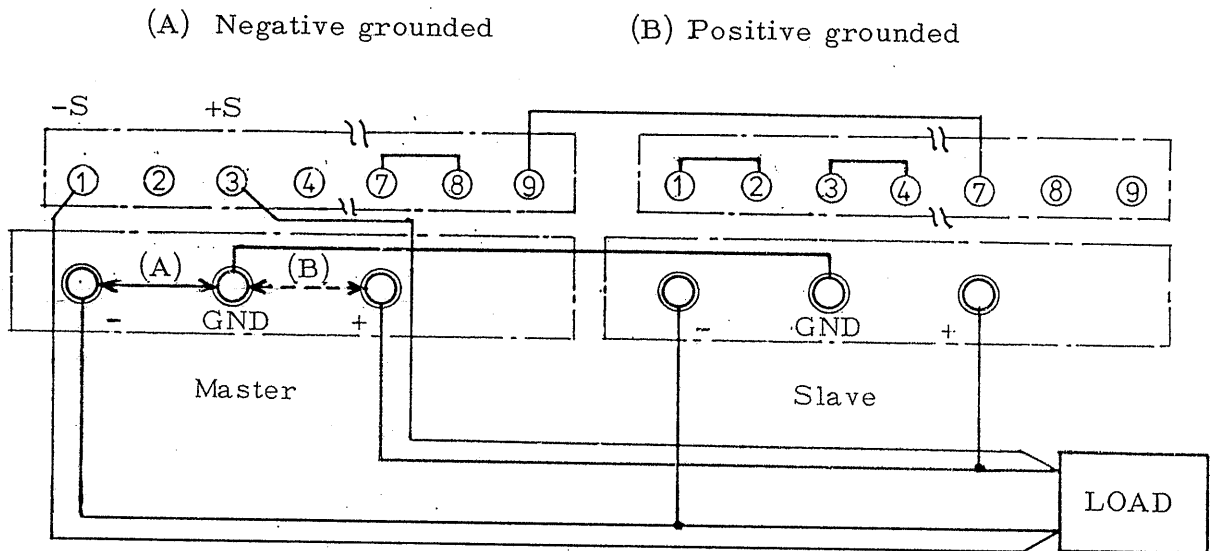 (A) Negative grounded (B) Positive grounded
-S +S
① ② ③ ④ ⑦ ⑧ ⑨ ① ② ③ ④ ⑦ ⑧ ⑨
(A) (B)
- GND + - GND +
Master Slave
LOAD